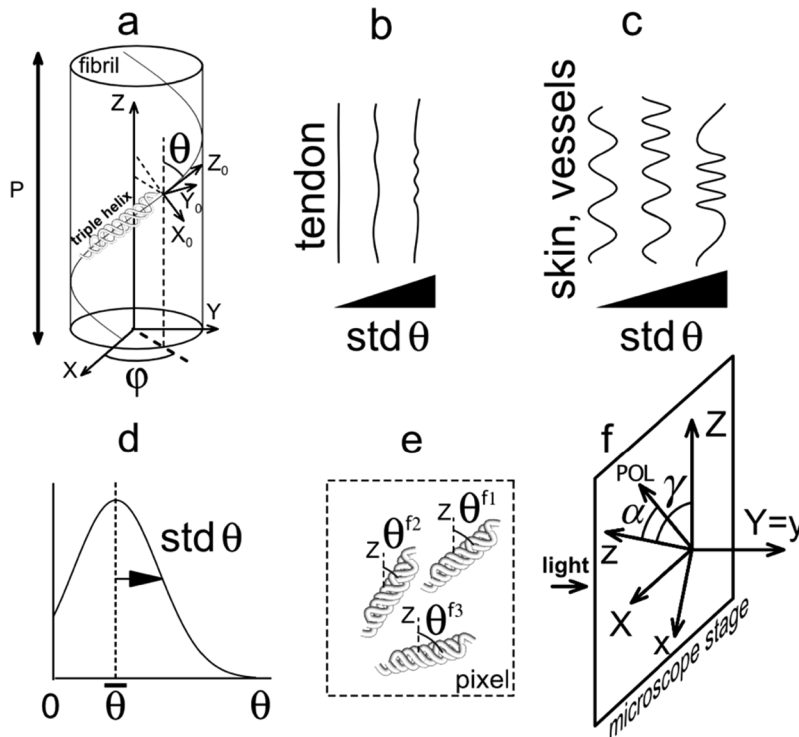 a
b
c
fibril
Z
θ
Z₀
Y₀
X₀
P
triple helix
Y
X
φ
tendon
std θ
skin, vessels
std θ
d
e
f
std θ
0
θ̅
θ
Z θᶠ¹
Z θᶠ²
Z θᶠ³
pixel
Z
POL
γ
α
z
Y=y
light
X
x
microscope stage